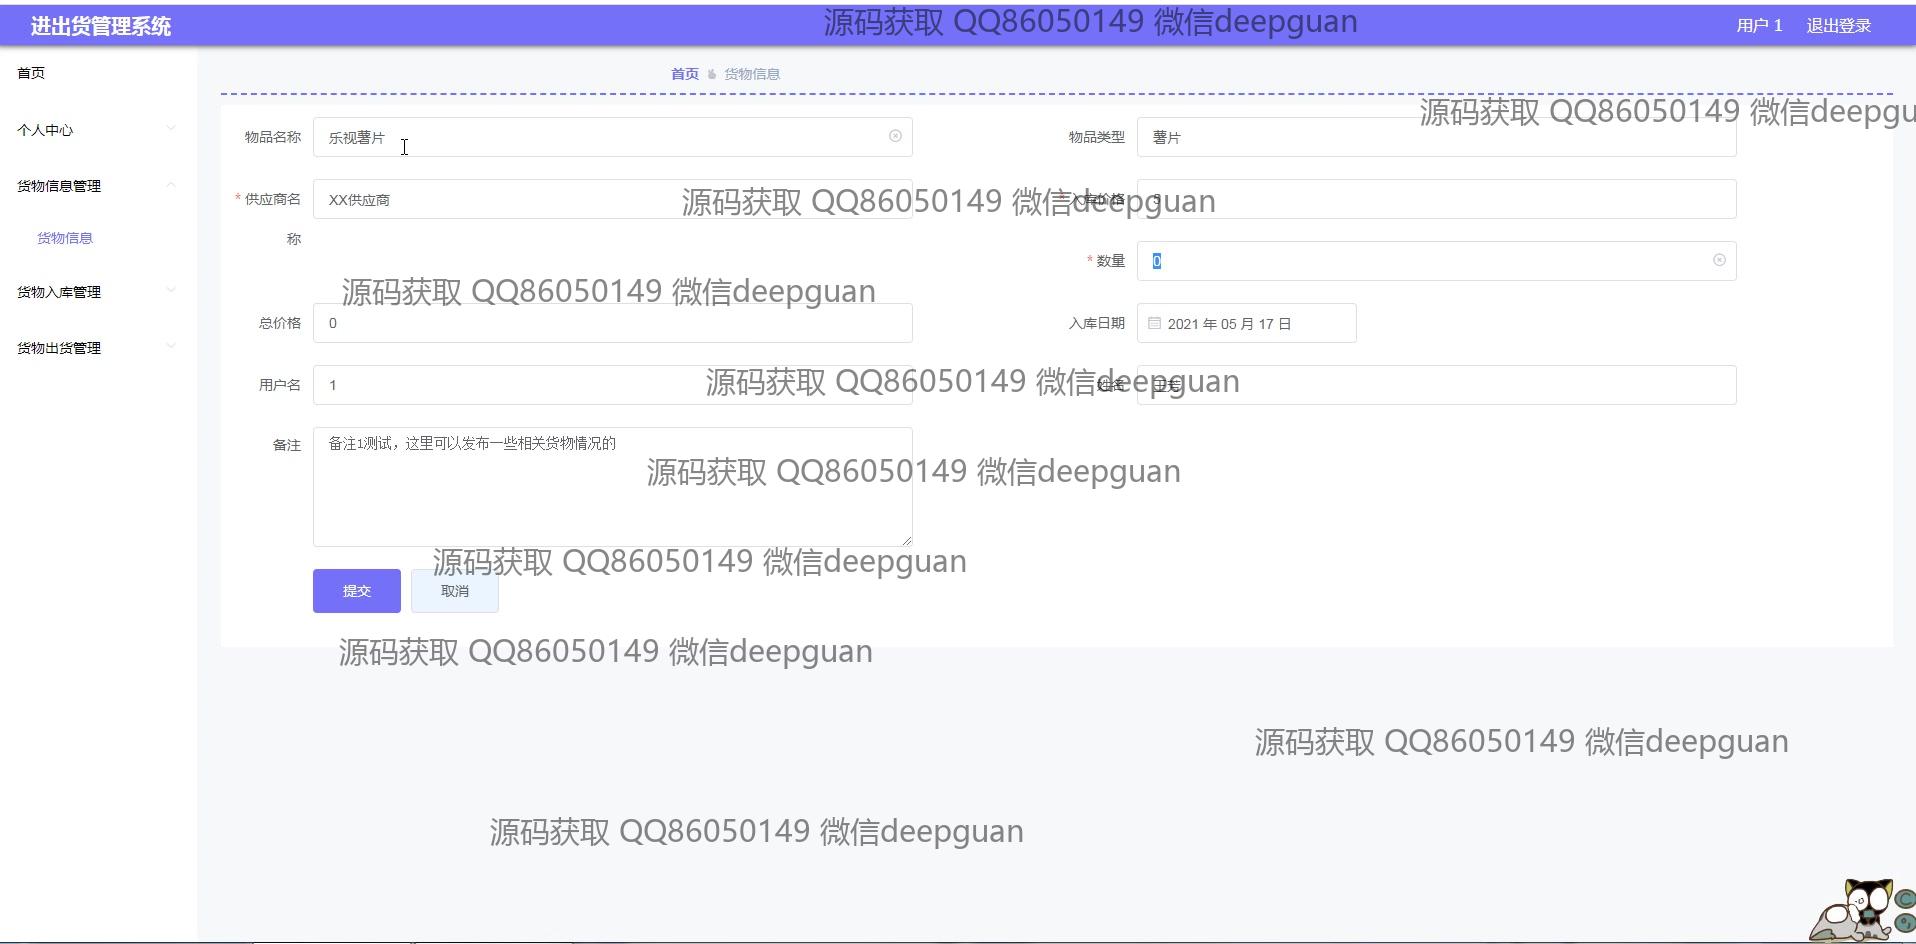 进出货管理系统
源码获取 QQ86050149 微信deepguan
用户 1
退出登录
首页
首页
货物信息
个人中心
源码获取 QQ86050149 微信deepgu
物品名称
乐视薯片
物品类型
薯片
货物信息管理
* 供应商名称
XX供应商
源码获取 QQ86050149 微信deepguan
* 入库价格
5
货物信息
* 数量
0
货物入库管理
源码获取 QQ86050149 微信deepguan
总价格
0
入库日期
2021 年 05 月 17 日
货物出货管理
用户名
1
源码获取 QQ86050149 微信deepguan
姓名
备注
备注1测试，这里可以发布一些相关货物情况的
源码获取 QQ86050149 微信deepguan
源码获取 QQ86050149 微信deepguan
提交
取消
源码获取 QQ86050149 微信deepguan
源码获取 QQ86050149 微信deepguan
源码获取 QQ86050149 微信deepguan